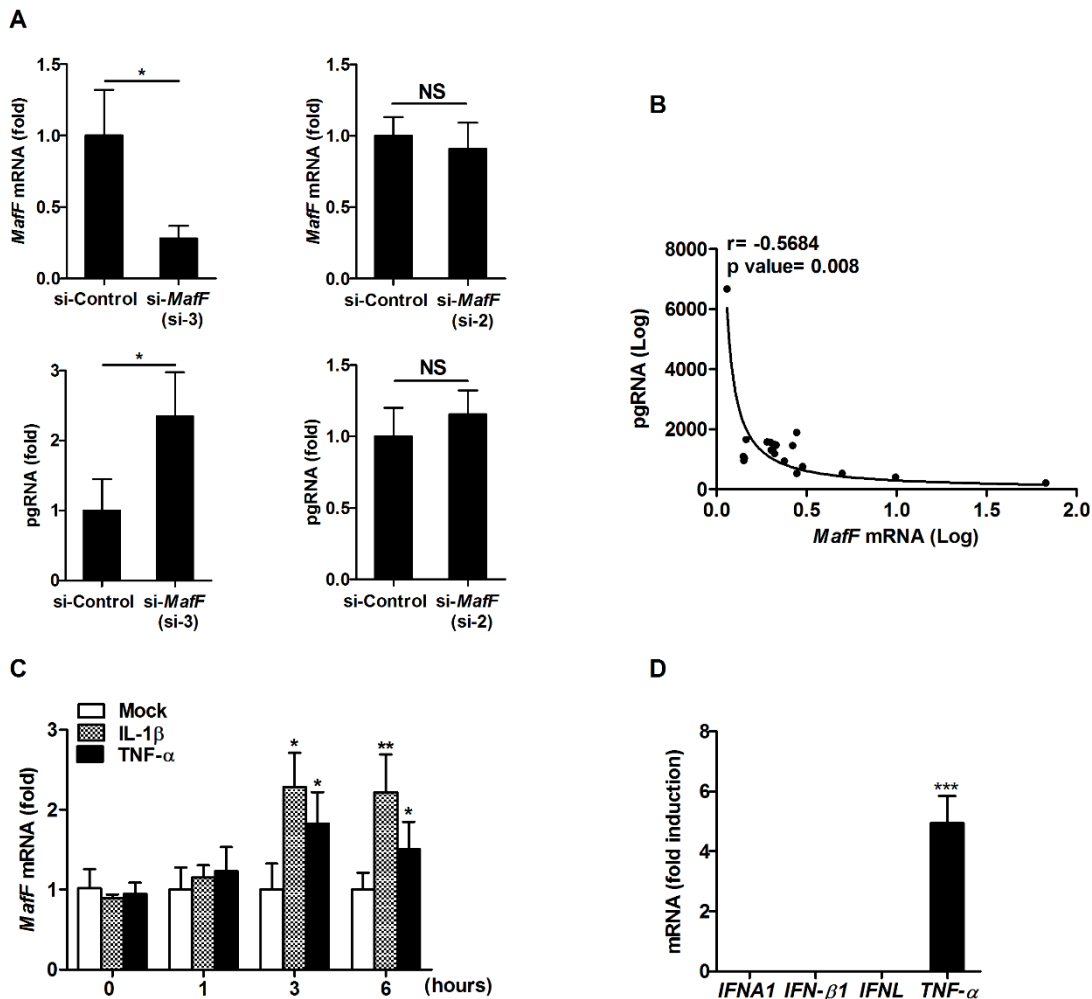 A
1.5
1.0
0.5
0.0
MafF mRNA (fold)
*
si-Control
si-MafF
(si-3)
1.5
1.0
0.5
0.0
MafF mRNA (fold)
NS
si-Control
si-MafF
(si-2)
3
2
1
0
pgRNA (fold)
*
si-Control
si-MafF
(si-3)
1.5
1.0
0.5
0.0
pgRNA (fold)
NS
si-Control
si-MafF
(si-2)
B
r= -0.5684
p value= 0.008
8000
6000
4000
2000
0
pgRNA (Log)
0.0 0.5 1.0 1.5 2.0
MafF mRNA (Log)
C
Mock
IL-1β
TNF-α
3
2
1
0
MafF mRNA (fold)
* * ** *
0 1 3 6 (hours)
D
8
6
4
2
0
mRNA (fold induction)
***
IFNA1 IFN-β1 IFNL TNF-α